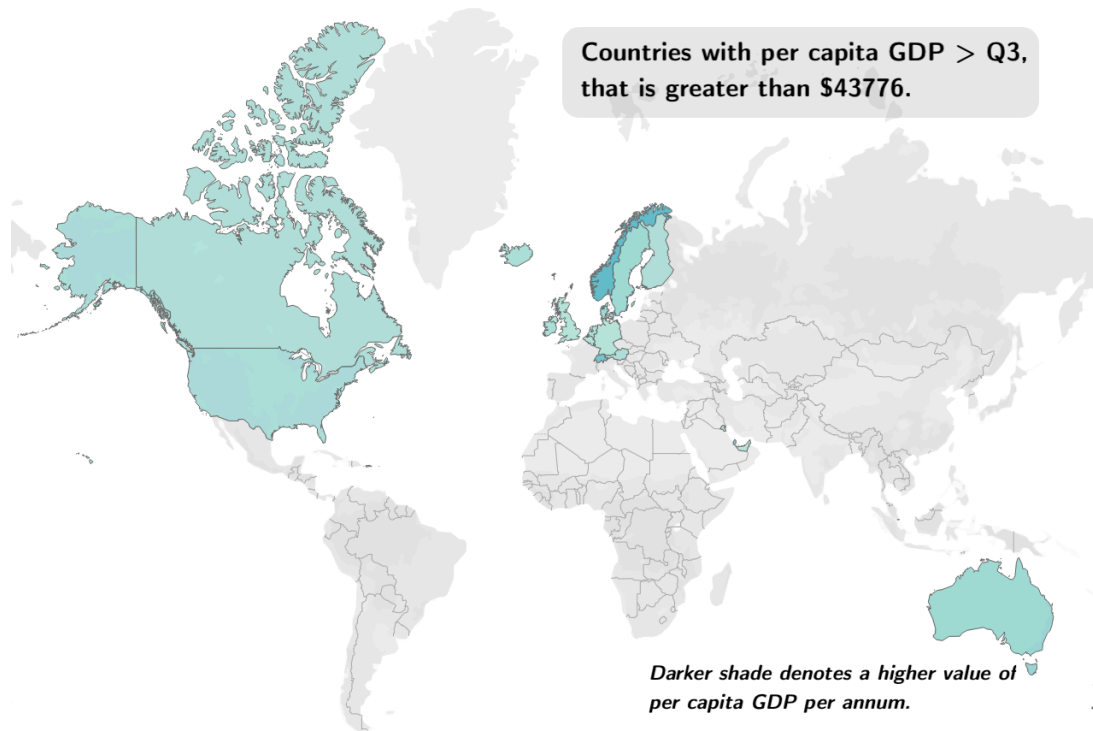 Countries with per capita GDP > Q3,
that is greater than $43776.
Darker shade denotes a higher value of
per capita GDP per annum.